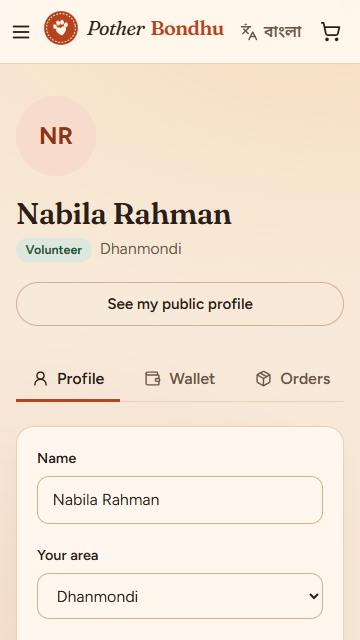 Pother Bondhu
বাংলা
NR
Nabila Rahman
Volunteer Dhanmondi
See my public profile
Profile Wallet Orders
Name
Nabila Rahman
Your area
Dhanmondi